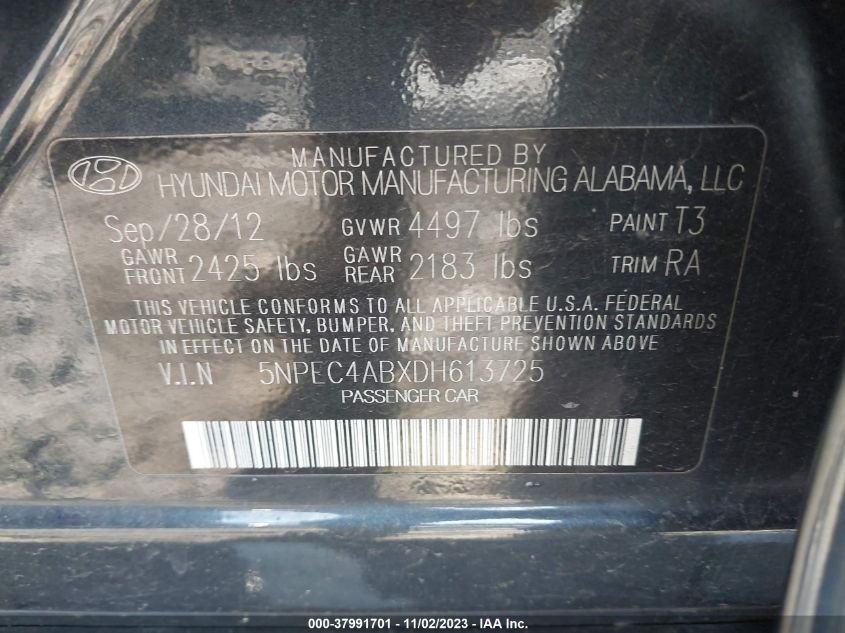 MANUFACTURED BY
HYUNDAI MOTOR MANUFACTURING ALABAMA, LLC
Sep/28/12 GVWR 4497 lbs PAINT T3
GAWR FRONT 2425 lbs GAWR REAR 2183 lbs TRIM RA
THIS VEHICLE CONFORMS TO ALL APPLICABLE U.S.A. FEDERAL
MOTOR VEHICLE SAFETY, BUMPER, AND THEFT PREVENTION STANDARDS
IN EFFECT ON THE DATE OF MANUFACTURE SHOWN ABOVE
V.I.N 5NPEC4ABXDH613725
PASSENGER CAR
000-37991701 - 11/02/2023 - IAA Inc.